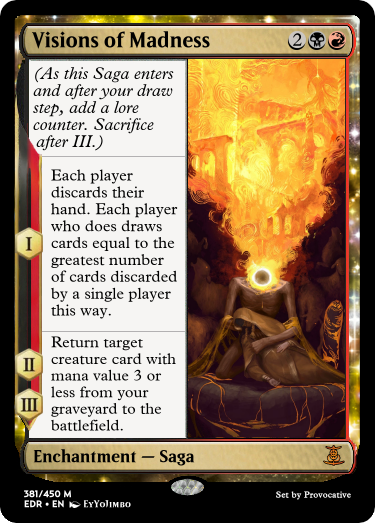 Visions of Madness 2
(As this Saga enters
and after your draw
step, add a lore
counter. Sacrifice
after III.)
I
Each player
discards their
hand. Each player
who does draws
cards equal to the
greatest number
of cards discarded
by a single player
this way.
II
III
Return target
creature card with
mana value 3 or
less from your
graveyard to the
battlefield.
Enchantment — Saga
381/450 M
EDR • EN EyYoJimbo
Set by Provocative